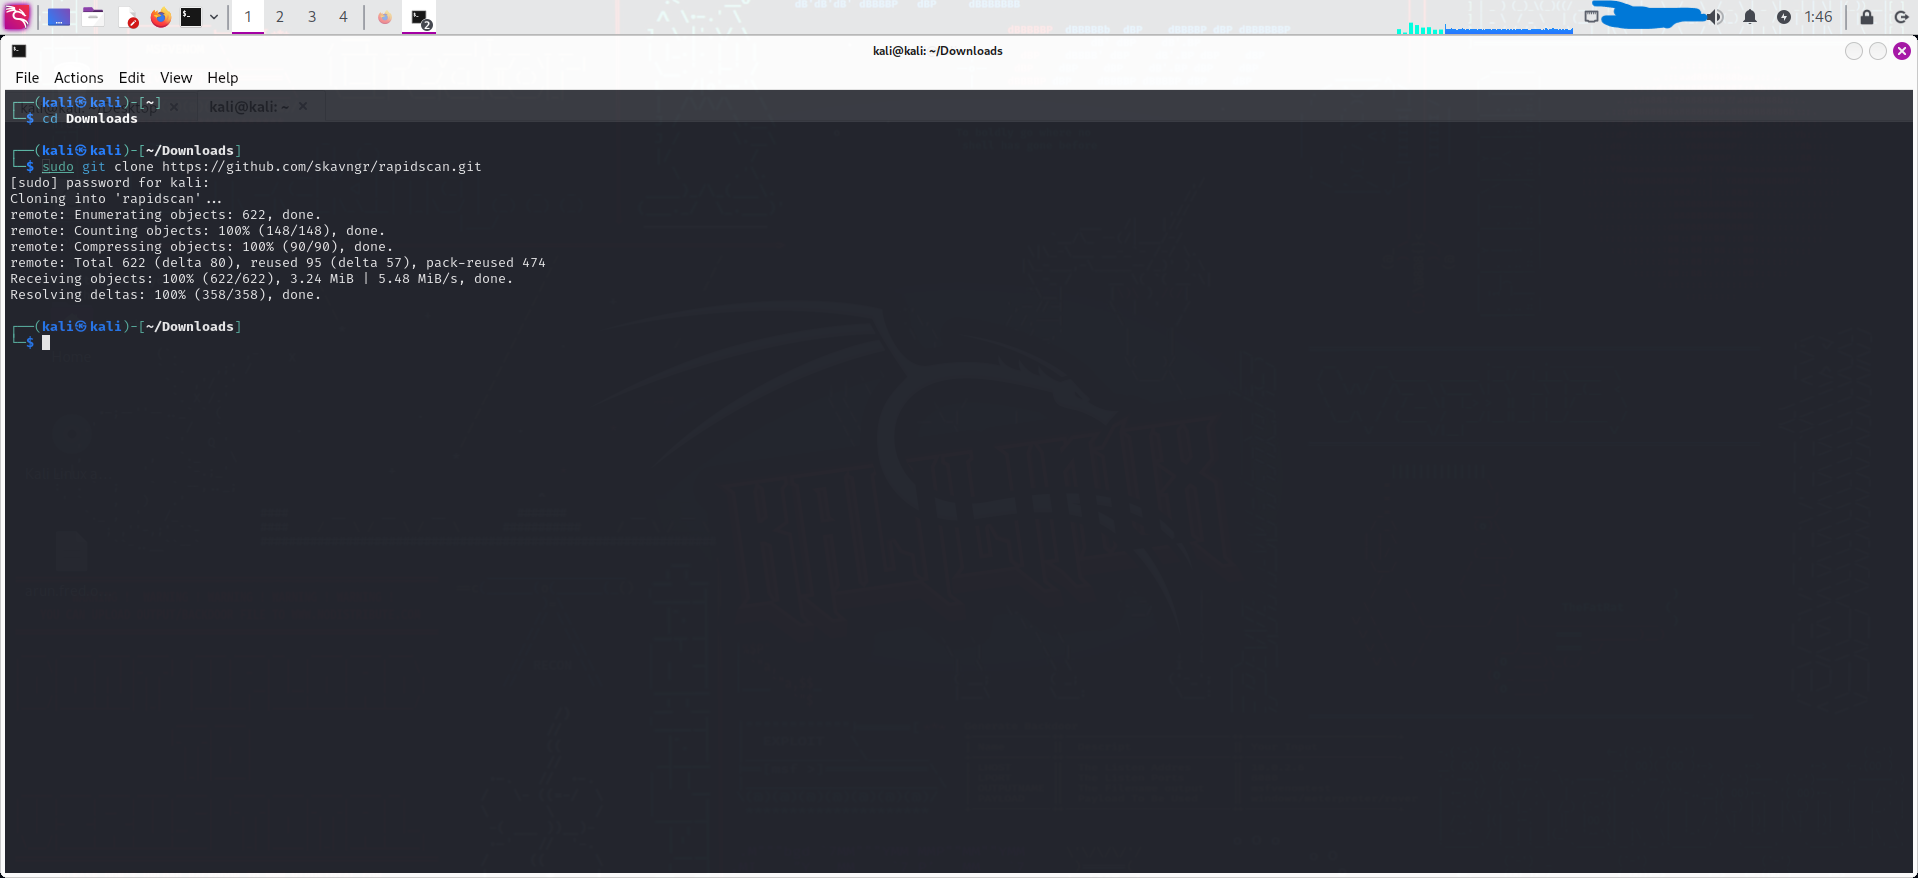 1 2 3 4
2
1:46
kali@kali: ~/Downloads
File Actions Edit View Help
kali@kali: ~
┌──(kali㉿kali)-[~]
└─$ cd Downloads
┌──(kali㉿kali)-[~/Downloads]
└─$ sudo git clone https://github.com/skavngr/rapidscan.git
[sudo] password for kali:
Cloning into 'rapidscan'...
remote: Enumerating objects: 622, done.
remote: Counting objects: 100% (148/148), done.
remote: Compressing objects: 100% (90/90), done.
remote: Total 622 (delta 80), reused 95 (delta 57), pack-reused 474
Receiving objects: 100% (622/622), 3.24 MiB | 5.48 MiB/s, done.
Resolving deltas: 100% (358/358), done.
┌──(kali㉿kali)-[~/Downloads]
└─$
KALI LINUX